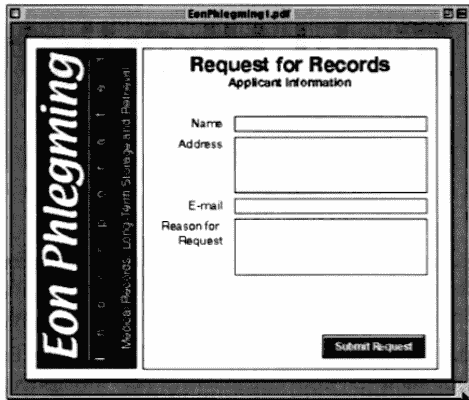 EonPhlegming1.pdf
Eon Phlegming
Incorporated
Medical Records: Long-Term Storage and Retrieval
Request for Records
Applicant Information
Name
Address
E-mail
Reason for
Request
Submit Request